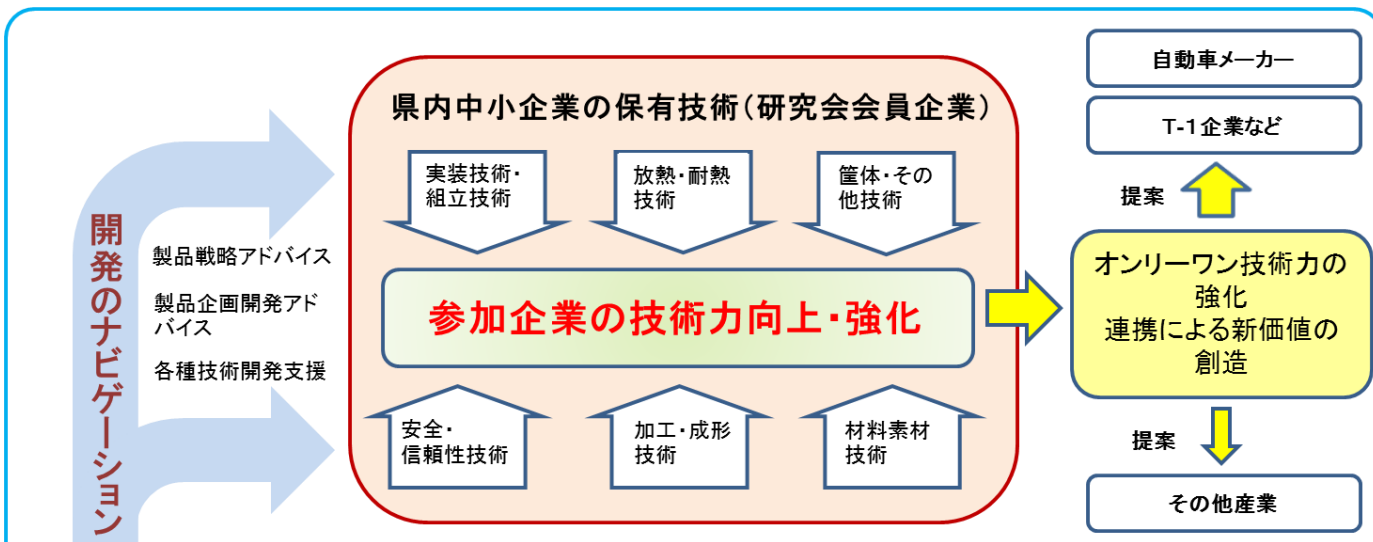 開発のナビゲーション
製品戦略アドバイス
製品企画開発アド
バイス
各種技術開発支援
県内中小企業の保有技術(研究会会員企業)
実装技術・
組立技術
放熱・耐熱
技術
筐体・その
他技術
参加企業の技術力向上・強化
安全・
信頼性技術
加工・成形
技術
材料素材
技術
自動車メーカー
T-1企業など
提案
オンリーワン技術力の
強化
連携による新価値の
創造
提案
その他産業